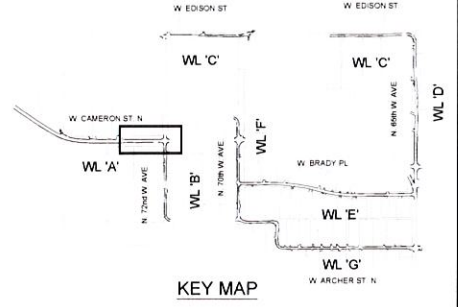 W EDISON ST
W EDISON ST
WL 'C'
WL 'C'
WL 'D'
N 65th W AVE
W CAMERON ST N
WL 'F'
WL 'A'
N 72nd W AVE
WL 'B'
N 70th W AVE
W BRADY PL
WL 'E'
WL 'G'
W ARCHER ST N
KEY MAP